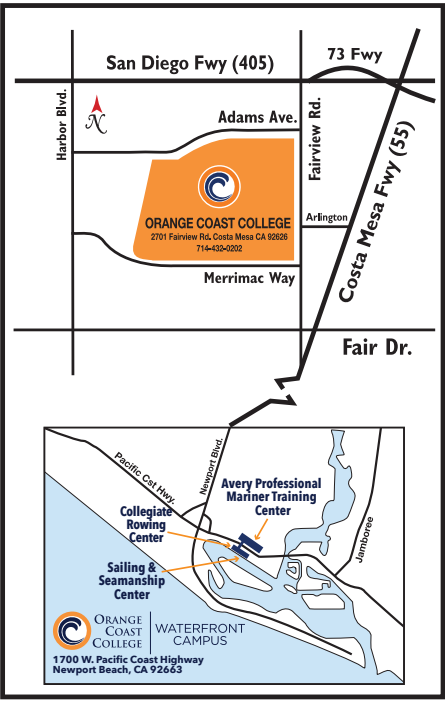 73 Fwy
San Diego Fwy (405)
Harbor Blvd.
N
Adams Ave.
Fairview Rd.
Costa Mesa Fwy (55)
Arlington
ORANGE COAST COLLEGE
2701 Fairview Rd. Costa Mesa CA 92626
714-432-0202
Merrimac Way
Fair Dr.
Pacific Cst Hwy.
Newport Blvd.
Avery Professional
Mariner Training
Center
Collegiate
Rowing
Center
Jamboree
Sailing &
Seamanship
Center
ORANGE
COAST
COLLEGE
WATERFRONT
CAMPUS
1700 W. Pacific Coast Highway
Newport Beach, CA 92663